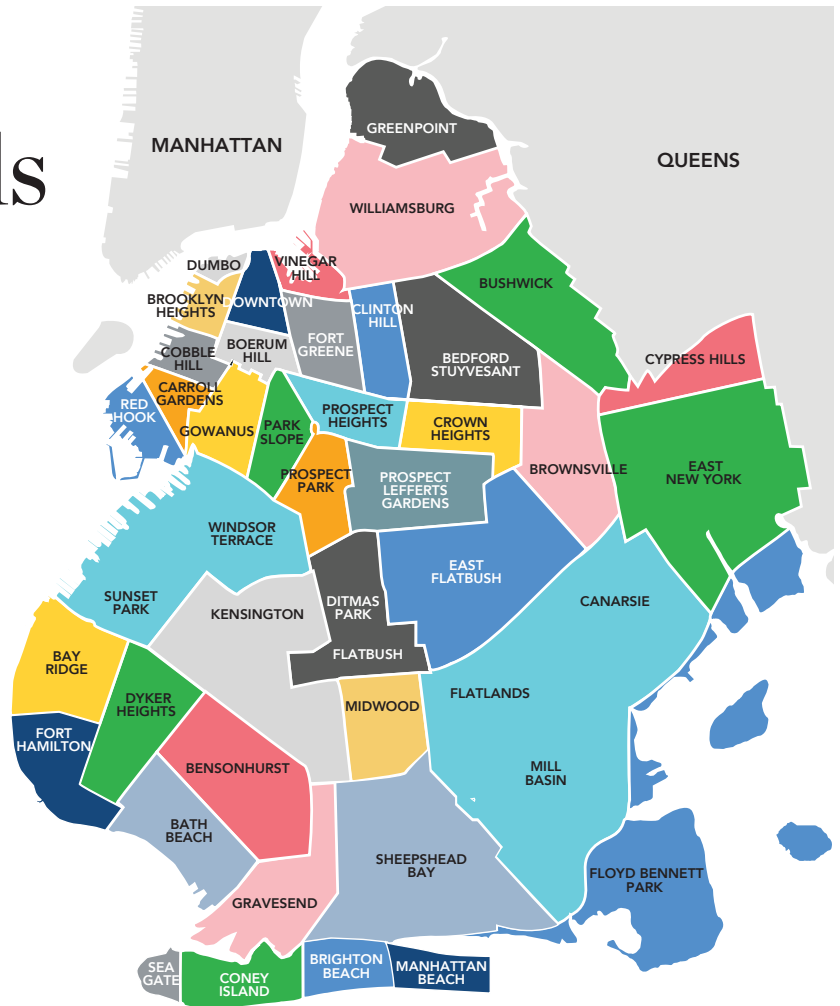 ls
MANHATTAN
QUEENS
GREENPOINT
WILLIAMSBURG
DUMBO
VINEGAR
HILL
BUSHWICK
BROOKLYN
HEIGHTS
DOWNTOWN
CLINTON
HILL
FORT
GREENE
BOERUM
HILL
COBBLE
HILL
BEDFORD
STUYVESANT
CYPRESS HILLS
CARROLL
GARDENS
RED
HOOK
GOWANUS
PARK
SLOPE
PROSPECT
HEIGHTS
CROWN
HEIGHTS
BROWNSVILLE
EAST
NEW YORK
PROSPECT
PARK
PROSPECT
LEFFERTS
GARDENS
WINDSOR
TERRACE
EAST
FLATBUSH
SUNSET
PARK
KENSINGTON
DITMAS
PARK
CANARSIE
FLATBUSH
BAY
RIDGE
DYKER
HEIGHTS
MIDWOOD
FLATLANDS
FORT
HAMILTON
BENSONHURST
MILL
BASIN
BATH
BEACH
SHEEPSHEAD
BAY
FLOYD BENNETT
PARK
GRAVESEND
SEA
GATE
CONEY
ISLAND
BRIGHTON
BEACH
MANHATTAN
BEACH